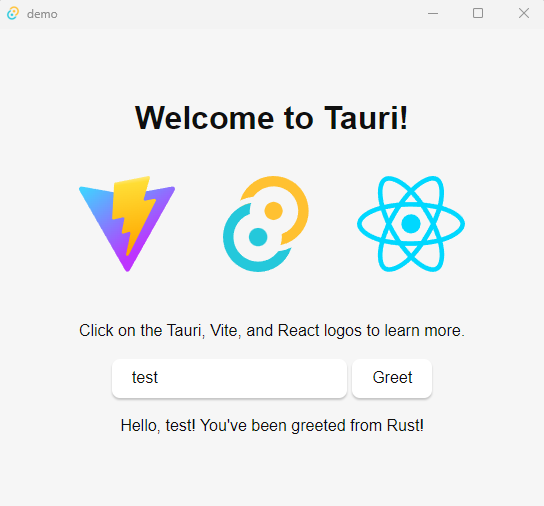 demo
Welcome to Tauri!
Click on the Tauri, Vite, and React logos to learn more.
test
Greet
Hello, test! You've been greeted from Rust!